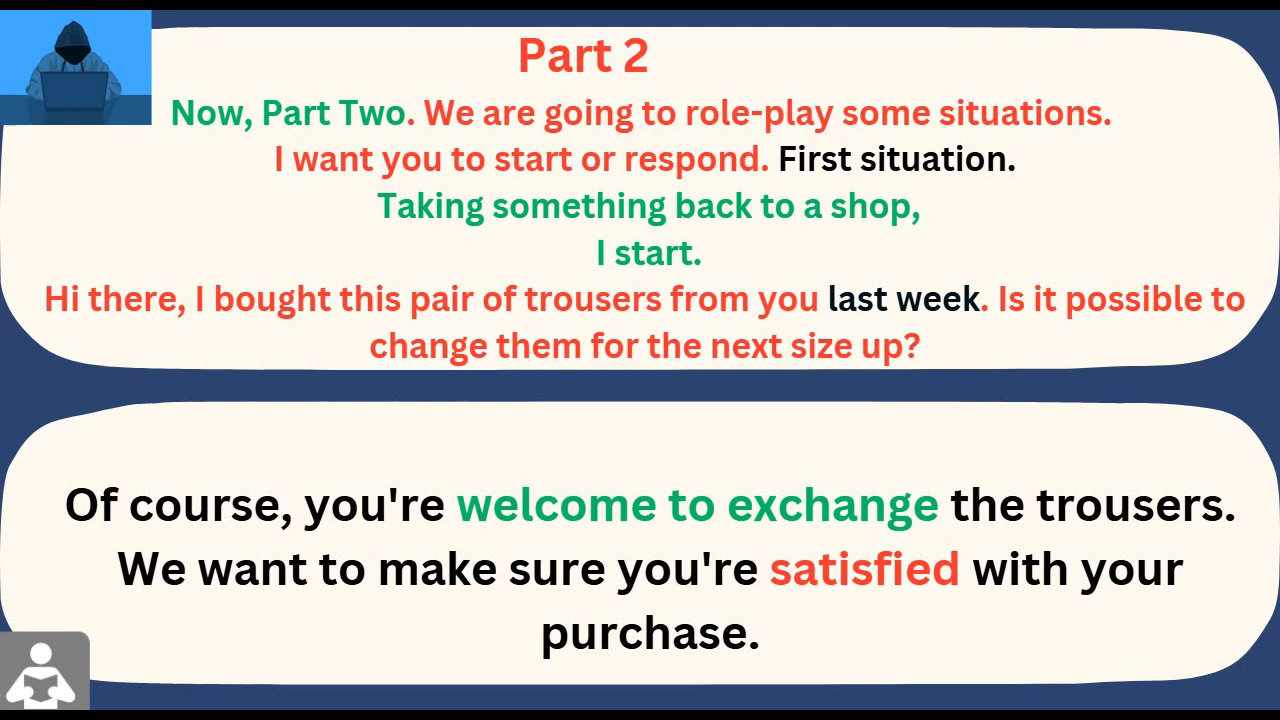 Part 2
Now, Part Two. We are going to role-play some situations.
I want you to start or respond. First situation.
Taking something back to a shop,
I start.
Hi there, I bought this pair of trousers from you last week. Is it possible to
change them for the next size up?
Of course, you're welcome to exchange the trousers.
We want to make sure you're satisfied with your
purchase.